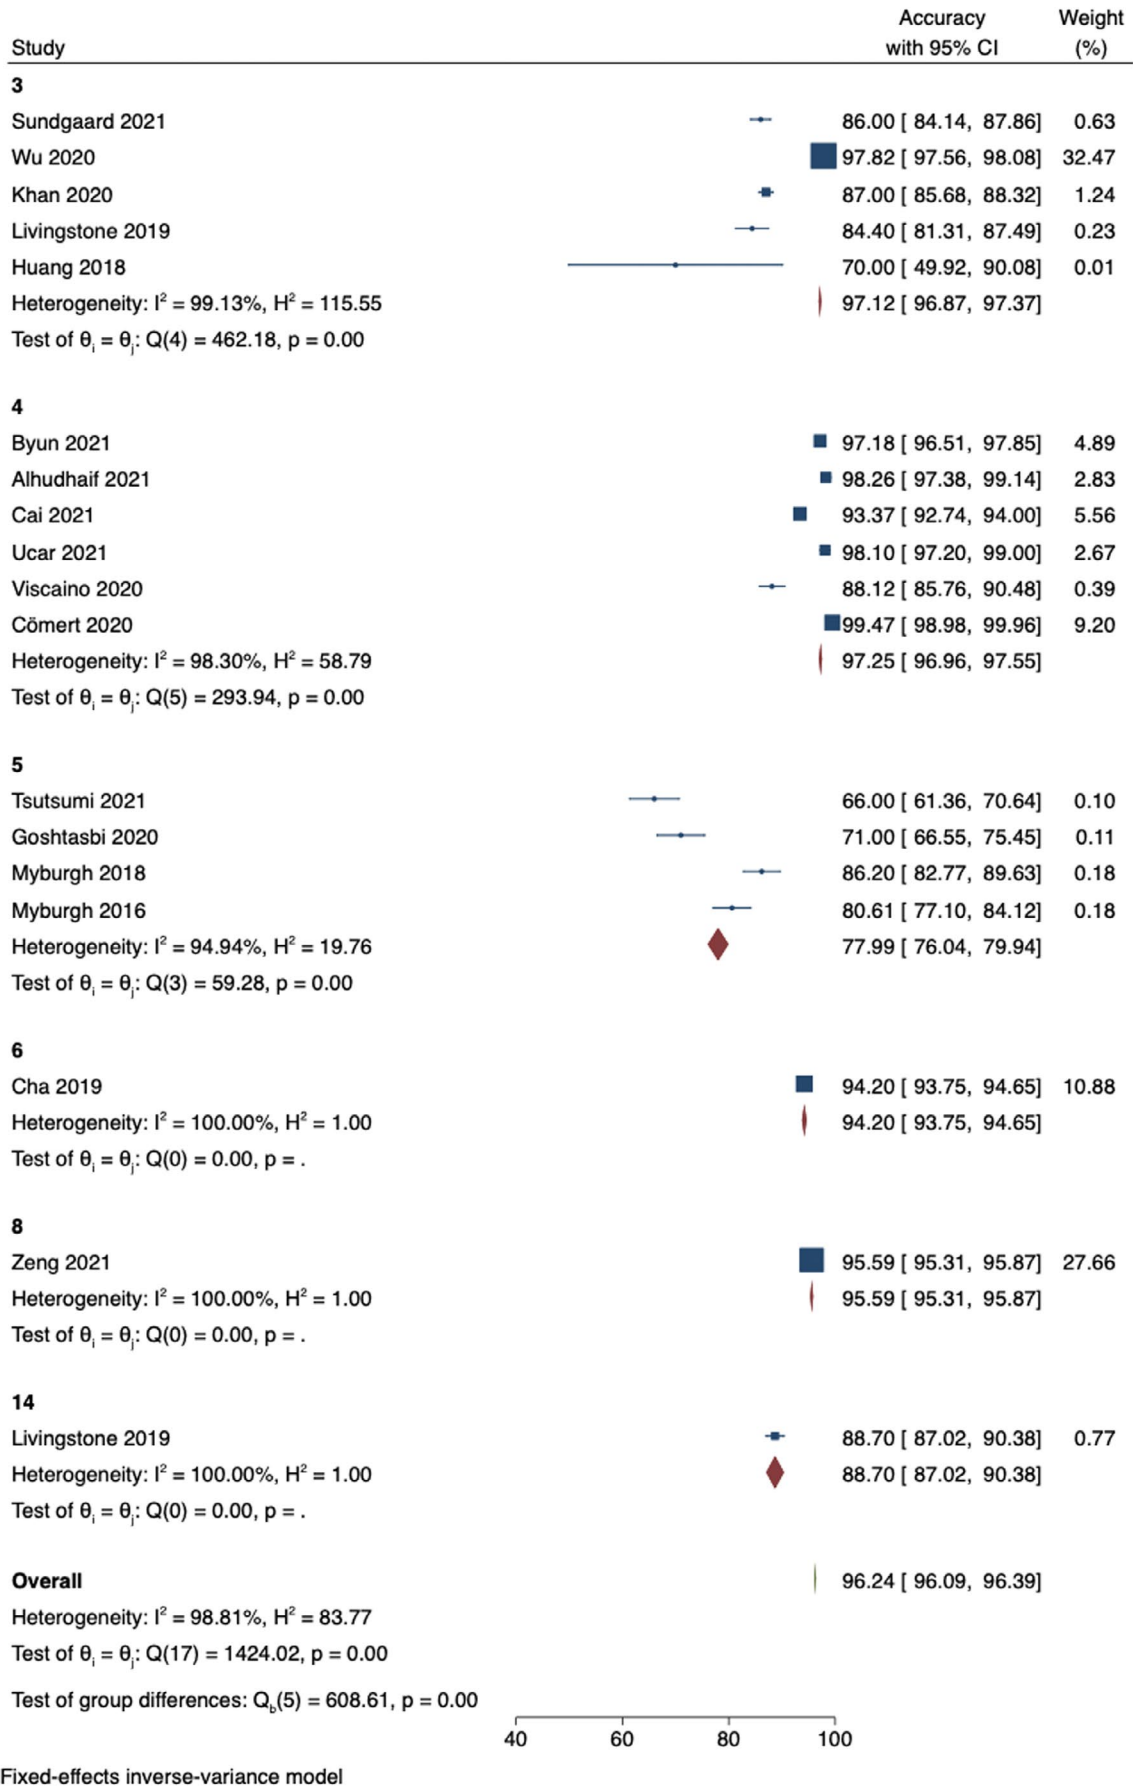 Accuracy Weight
Study with 95% CI (%)
3
Sundgaard 2021 86.00 [ 84.14, 87.86] 0.63
Wu 2020 97.82 [ 97.56, 98.08] 32.47
Khan 2020 87.00 [ 85.68, 88.32] 1.24
Livingstone 2019 84.40 [ 81.31, 87.49] 0.23
Huang 2018 70.00 [ 49.92, 90.08] 0.01
Heterogeneity: I² = 99.13%, H² = 115.55 97.12 [ 96.87, 97.37]
Test of θᵢ = θⱼ: Q(4) = 462.18, p = 0.00
4
Byun 2021 97.18 [ 96.51, 97.85] 4.89
Alhudhaif 2021 98.26 [ 97.38, 99.14] 2.83
Cai 2021 93.37 [ 92.74, 94.00] 5.56
Ucar 2021 98.10 [ 97.20, 99.00] 2.67
Viscaino 2020 88.12 [ 85.76, 90.48] 0.39
Cömert 2020 99.47 [ 98.98, 99.96] 9.20
Heterogeneity: I² = 98.30%, H² = 58.79 97.25 [ 96.96, 97.55]
Test of θᵢ = θⱼ: Q(5) = 293.94, p = 0.00
5
Tsutsumi 2021 66.00 [ 61.36, 70.64] 0.10
Goshtasbi 2020 71.00 [ 66.55, 75.45] 0.11
Myburgh 2018 86.20 [ 82.77, 89.63] 0.18
Myburgh 2016 80.61 [ 77.10, 84.12] 0.18
Heterogeneity: I² = 94.94%, H² = 19.76 77.99 [ 76.04, 79.94]
Test of θᵢ = θⱼ: Q(3) = 59.28, p = 0.00
6
Cha 2019 94.20 [ 93.75, 94.65] 10.88
Heterogeneity: I² = 100.00%, H² = 1.00 94.20 [ 93.75, 94.65]
Test of θᵢ = θⱼ: Q(0) = 0.00, p = .
8
Zeng 2021 95.59 [ 95.31, 95.87] 27.66
Heterogeneity: I² = 100.00%, H² = 1.00 95.59 [ 95.31, 95.87]
Test of θᵢ = θⱼ: Q(0) = 0.00, p = .
14
Livingstone 2019 88.70 [ 87.02, 90.38] 0.77
Heterogeneity: I² = 100.00%, H² = 1.00 88.70 [ 87.02, 90.38]
Test of θᵢ = θⱼ: Q(0) = 0.00, p = .
Overall 96.24 [ 96.09, 96.39]
Heterogeneity: I² = 98.81%, H² = 83.77
Test of θᵢ = θⱼ: Q(17) = 1424.02, p = 0.00
Test of group differences: Q_b(5) = 608.61, p = 0.00
40 60 80 100
Fixed-effects inverse-variance model